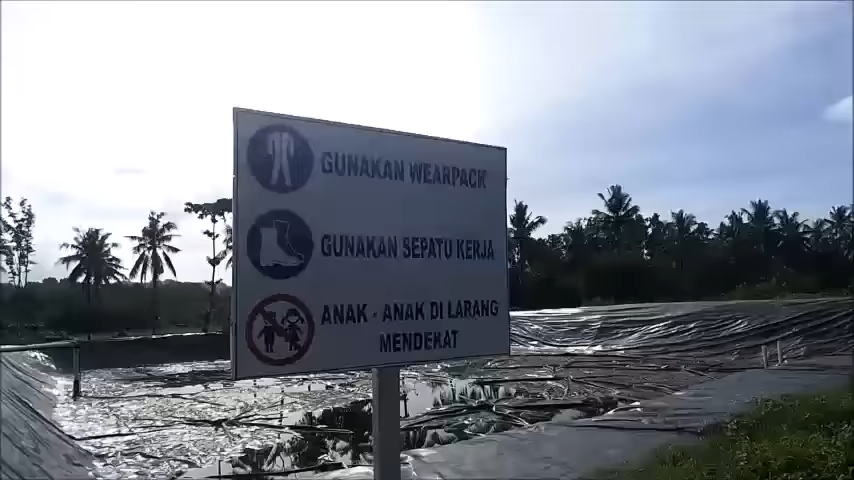 GUNAKAN WEARPACK
GUNAKAN SEPATU KERJA
ANAK - ANAK DI LARANG
MENDEKAT